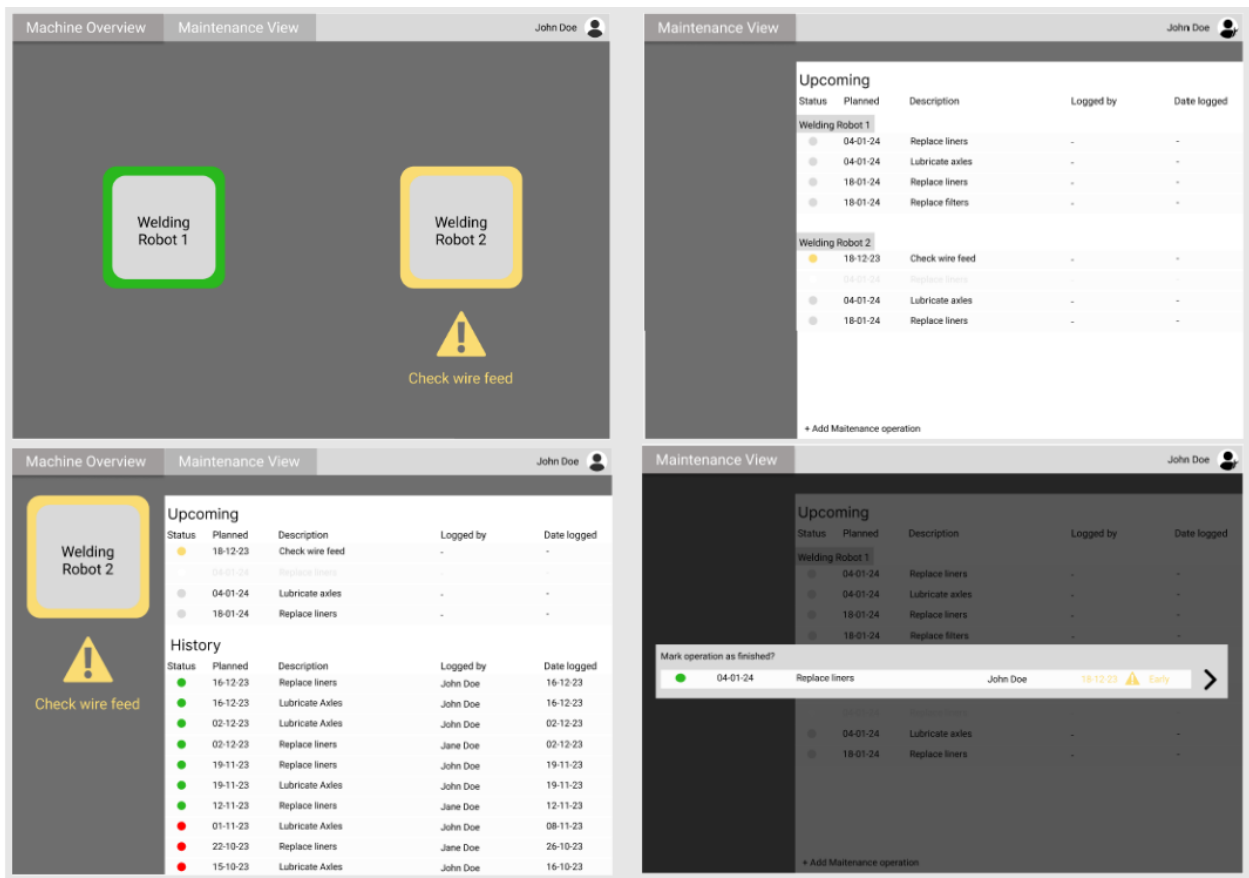 Machine Overview Maintenance View John Doe
Welding
Robot 1
Welding
Robot 2
Check wire feed
Maintenance View John Doe
Upcoming
Status Planned Description Logged by Date logged
Welding Robot 1
04-01-24 Replace liners - -
04-01-24 Lubricate axles - -
18-01-24 Replace liners - -
18-01-24 Replace filters - -
Welding Robot 2
18-12-23 Check wire feed - -
04-01-24 Replace liners - -
04-01-24 Lubricate axles - -
18-01-24 Replace liners - -
+ Add Maitenance operation
Machine Overview Maintenance View John Doe
Welding
Robot 2
Check wire feed
Upcoming
Status Planned Description Logged by Date logged
18-12-23 Check wire feed - -
04-01-24 Replace liners - -
04-01-24 Lubricate axles - -
18-01-24 Replace liners - -
History
Status Planned Description Logged by Date logged
16-12-23 Replace liners John Doe 16-12-23
16-12-23 Lubricate Axles John Doe 16-12-23
02-12-23 Lubricate Axles John Doe 02-12-23
02-12-23 Replace liners Jane Doe 02-12-23
19-11-23 Replace liners John Doe 19-11-23
19-11-23 Lubricate Axles John Doe 19-11-23
12-11-23 Replace liners Jane Doe 12-11-23
01-11-23 Lubricate Axles John Doe 08-11-23
22-10-23 Replace liners Jane Doe 26-10-23
15-10-23 Lubricate Axles John Doe 16-10-23
Maintenance View John Doe
Upcoming
Status Planned Description Logged by Date logged
Welding Robot 1
04-01-24 Replace liners - -
04-01-24 Lubricate axles - -
18-01-24 Replace liners - -
18-01-24 Replace filters - -
Mark operation as finished?
04-01-24 Replace liners John Doe 18-12-23 Early
04-01-24 Lubricate axles - -
18-01-24 Replace liners - -
+ Add Maitenance operation